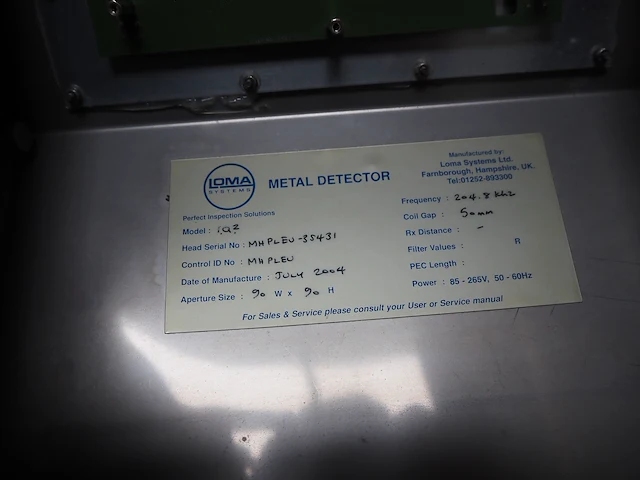 LOMA
SYSTEMS
METAL DETECTOR
Manufactured by:
Loma Systems Ltd.
Farnborough, Hampshire, UK.
Tel:01252-893300
Perfect Inspection Solutions
Model : iQ2
Head Serial No : MHPLEU-35431
Control ID No : MHPLEU
Date of Manufacture : JULY 2004
Aperture Size : 90 W x 90 H
Frequency : 204.8 KHz
Coil Gap : 50mm
Rx Distance : -
Filter Values : R
PEC Length :
Power : 85 - 265V, 50 - 60Hz
For Sales & Service please consult your User or Service manual